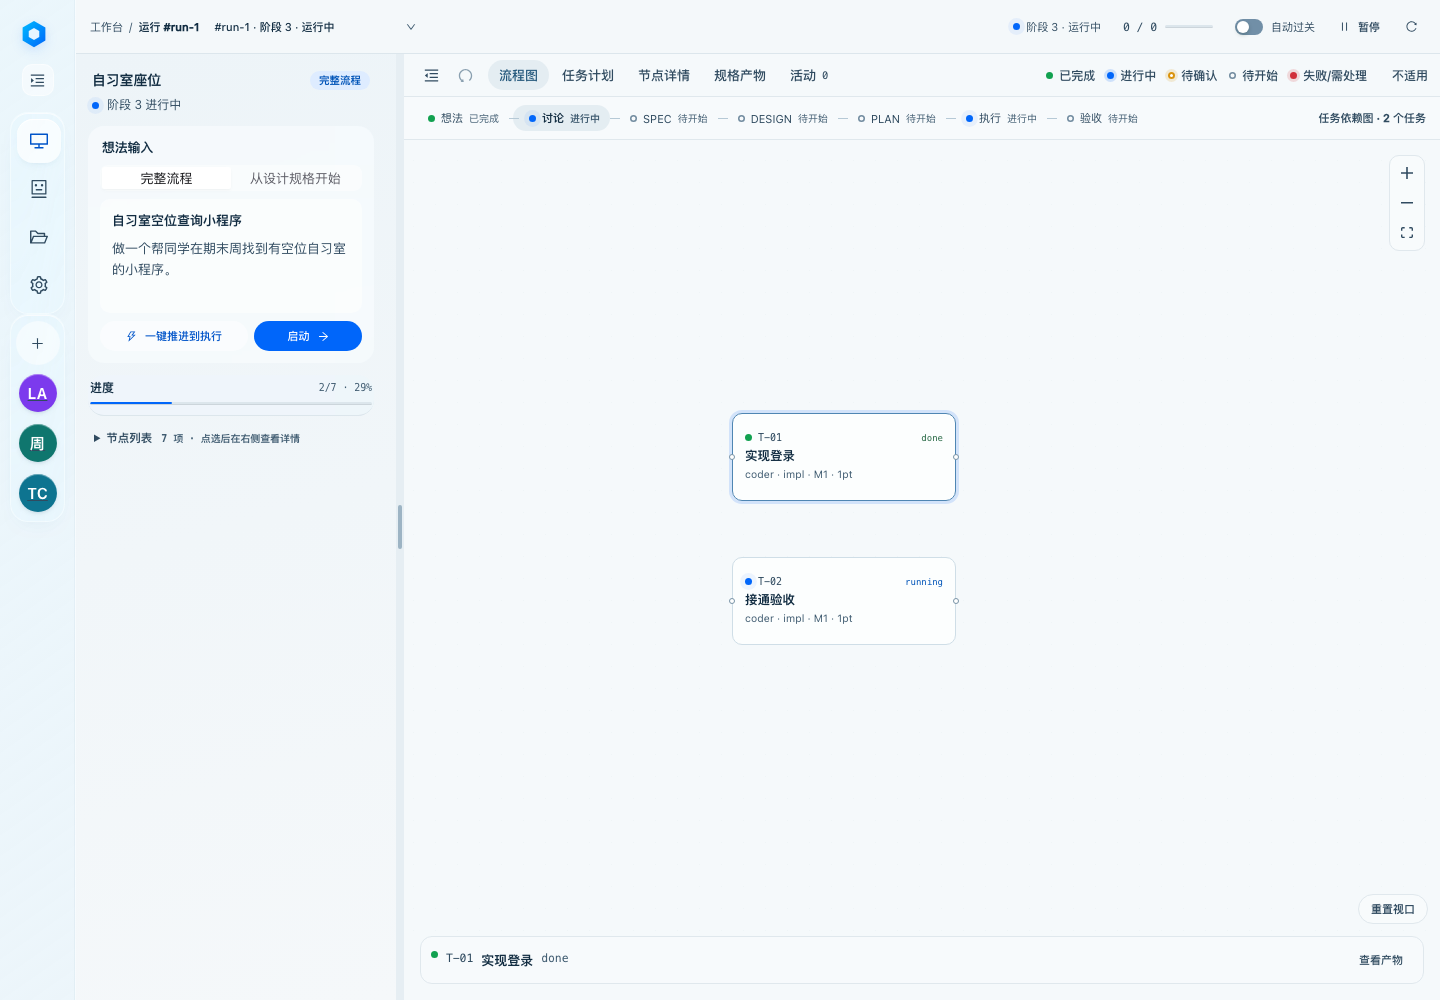 工作台 / 运行 #run-1 #run-1 · 阶段 3 · 运行中
阶段 3 · 运行中 0 / 0 自动过关 暂停
自习室座位 完整流程
阶段 3 进行中
想法输入
完整流程 从设计规格开始
自习室空位查询小程序
做一个帮同学在期末周找到有空位自习室
的小程序。
一键推进到执行 启动
进度 2/7 · 29%
节点列表 7 项 · 点选后在右侧查看详情
LA
周
TC
流程图 任务计划 节点详情 规格产物 活动 0
已完成 进行中 待确认 待开始 失败/需处理 不适用
想法 已完成 讨论 进行中 SPEC 待开始 DESIGN 待开始 PLAN 待开始 执行 进行中 验收 待开始 任务依赖图 · 2 个任务
T-01 done
实现登录
coder · impl · M1 · 1pt
T-02 running
接通验收
coder · impl · M1 · 1pt
重置视口
T-01 实现登录 done 查看产物